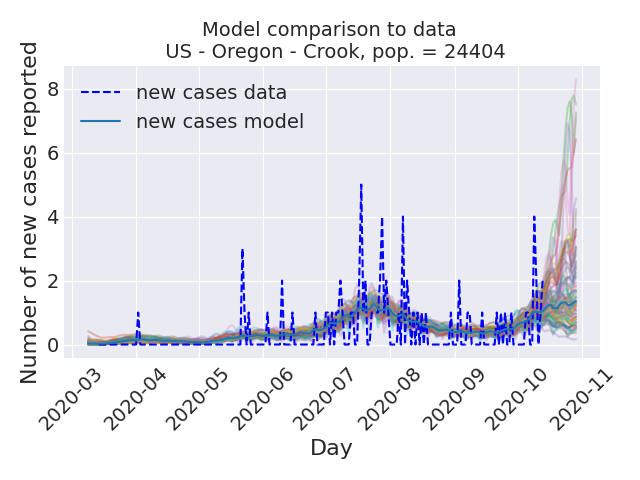 Model comparison to data
US - Oregon - Crook, pop. = 24404
new cases data
new cases model
Number of new cases reported
8
6
4
2
0
2020-03
2020-04
2020-05
2020-06
2020-07
2020-08
2020-09
2020-10
2020-11
Day